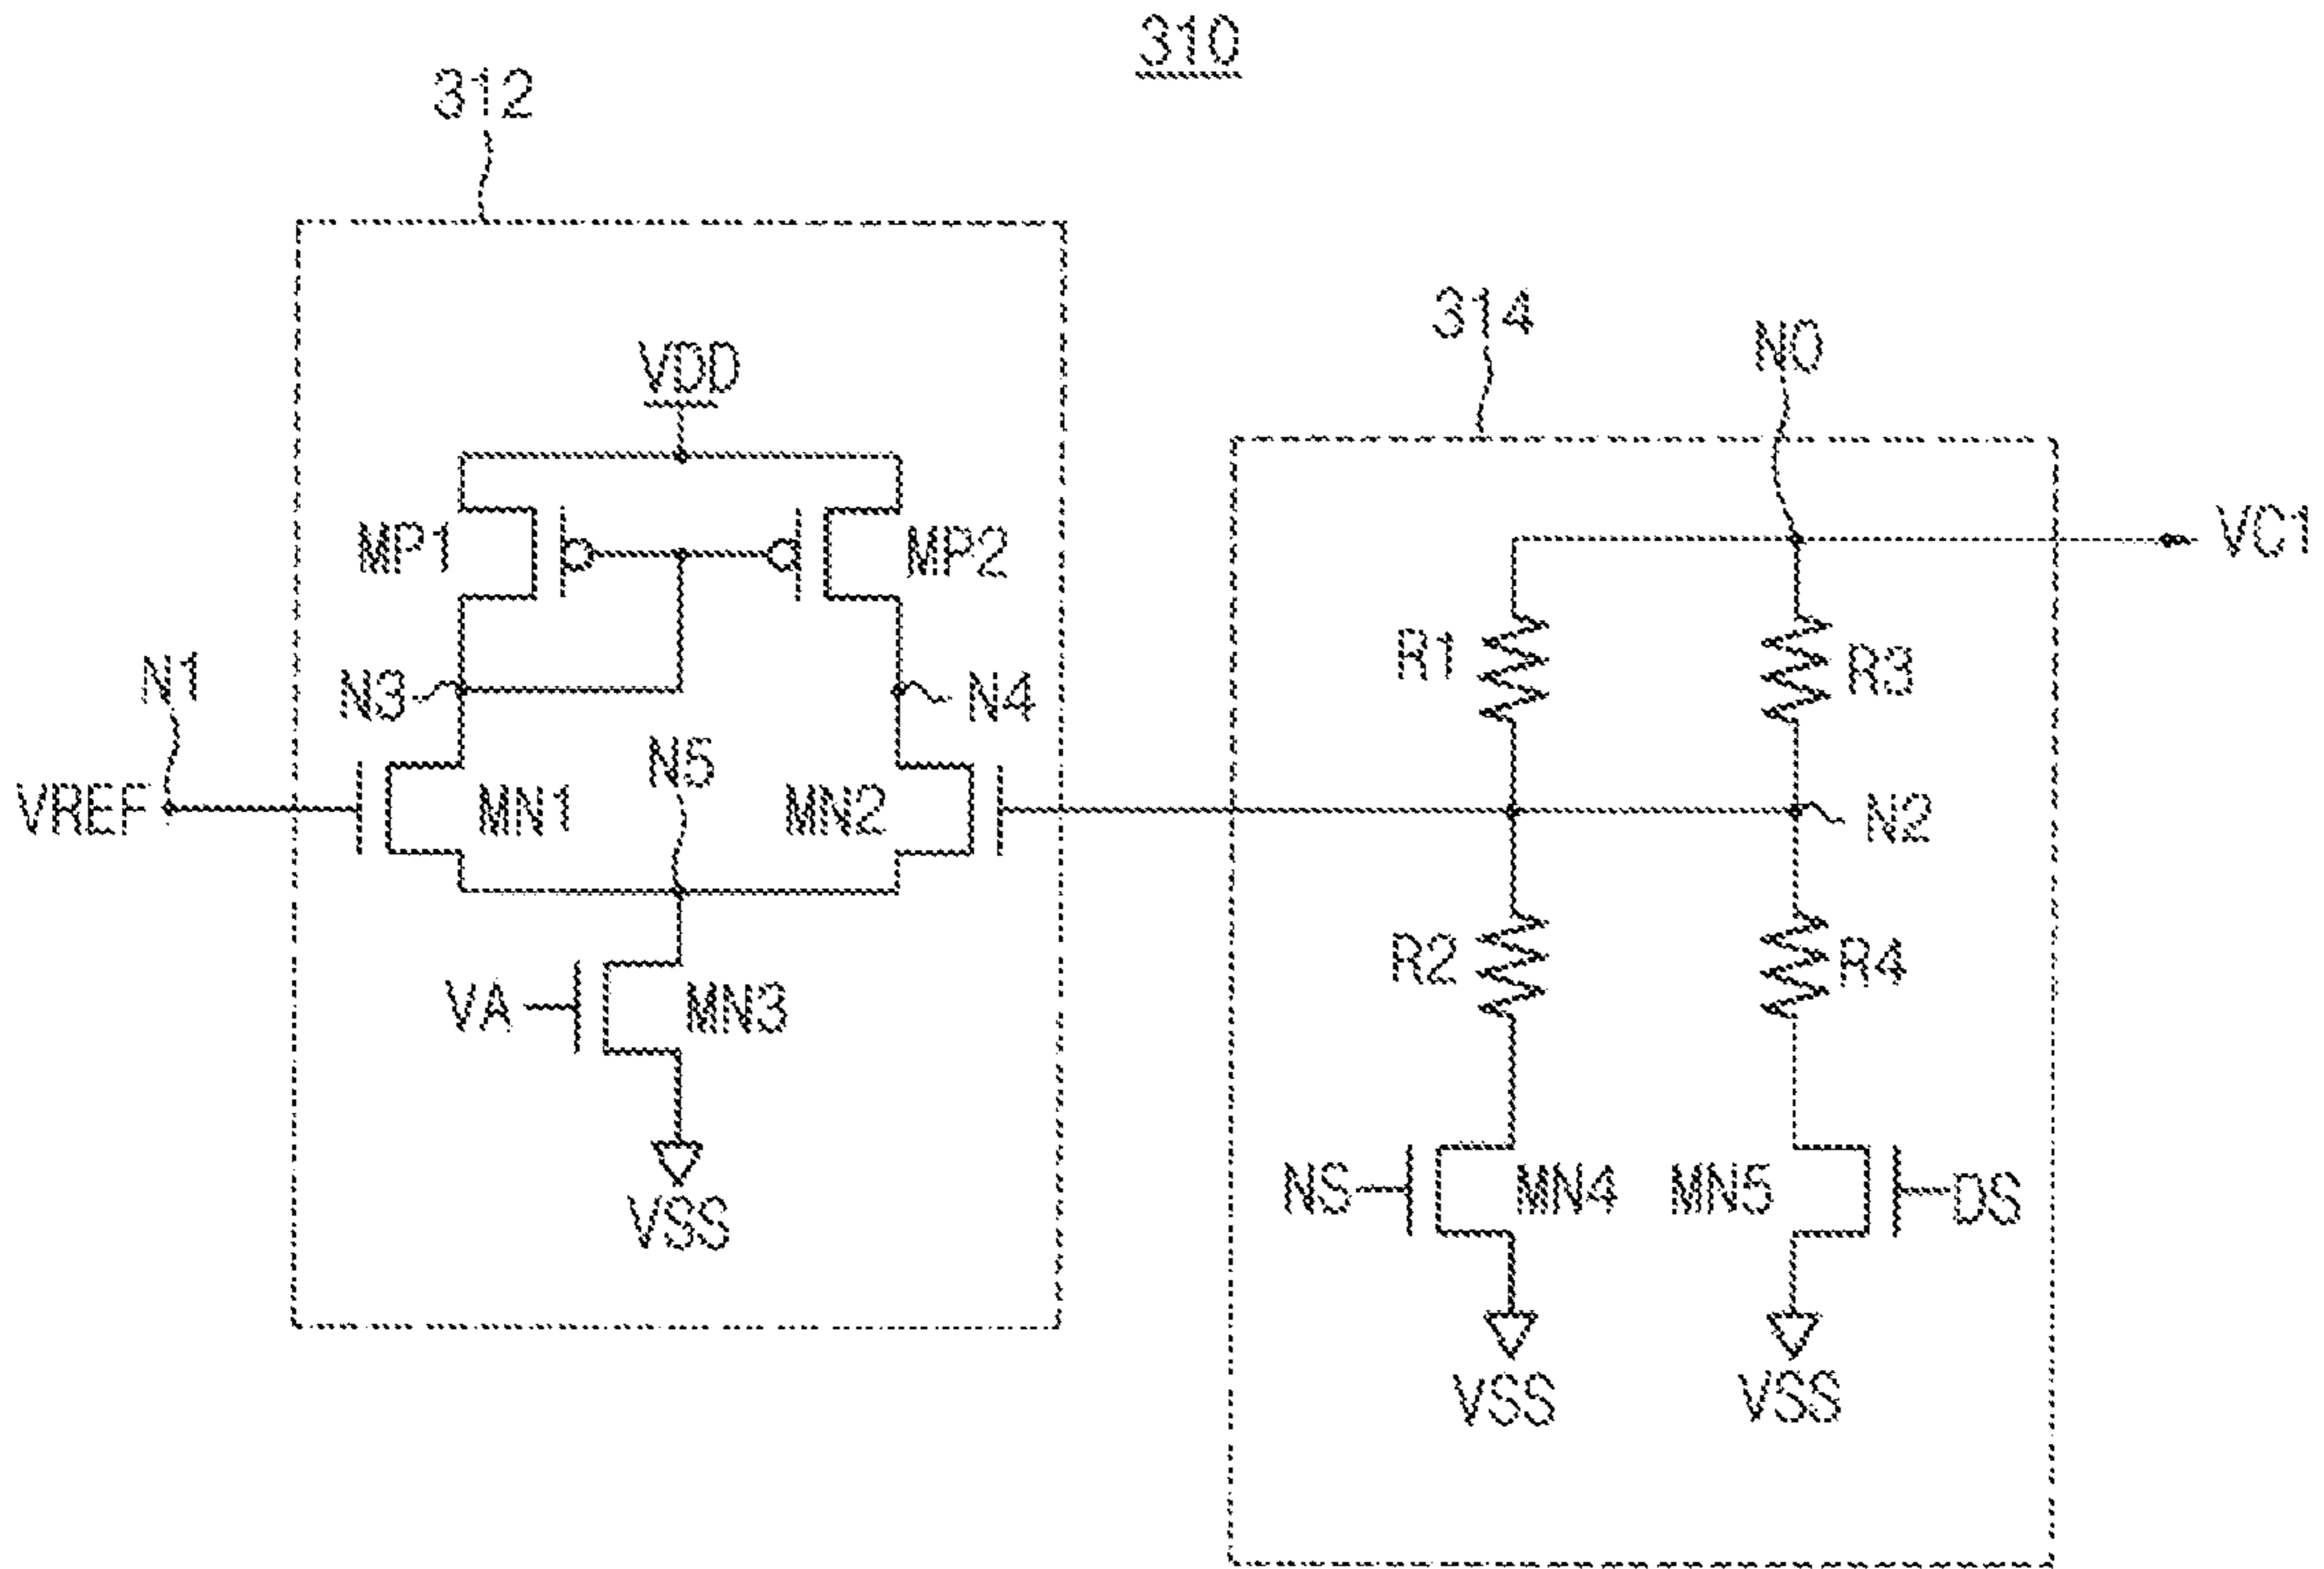 310
312
314
NO
VDD
VC1
MP1
MP2
R1
R3
N1
N3
N4
N5
VREF
MN1
MN2
N2
R2
R4
VA
MN3
NS
MN4
MN5
DS
VSS
VSS
VSS